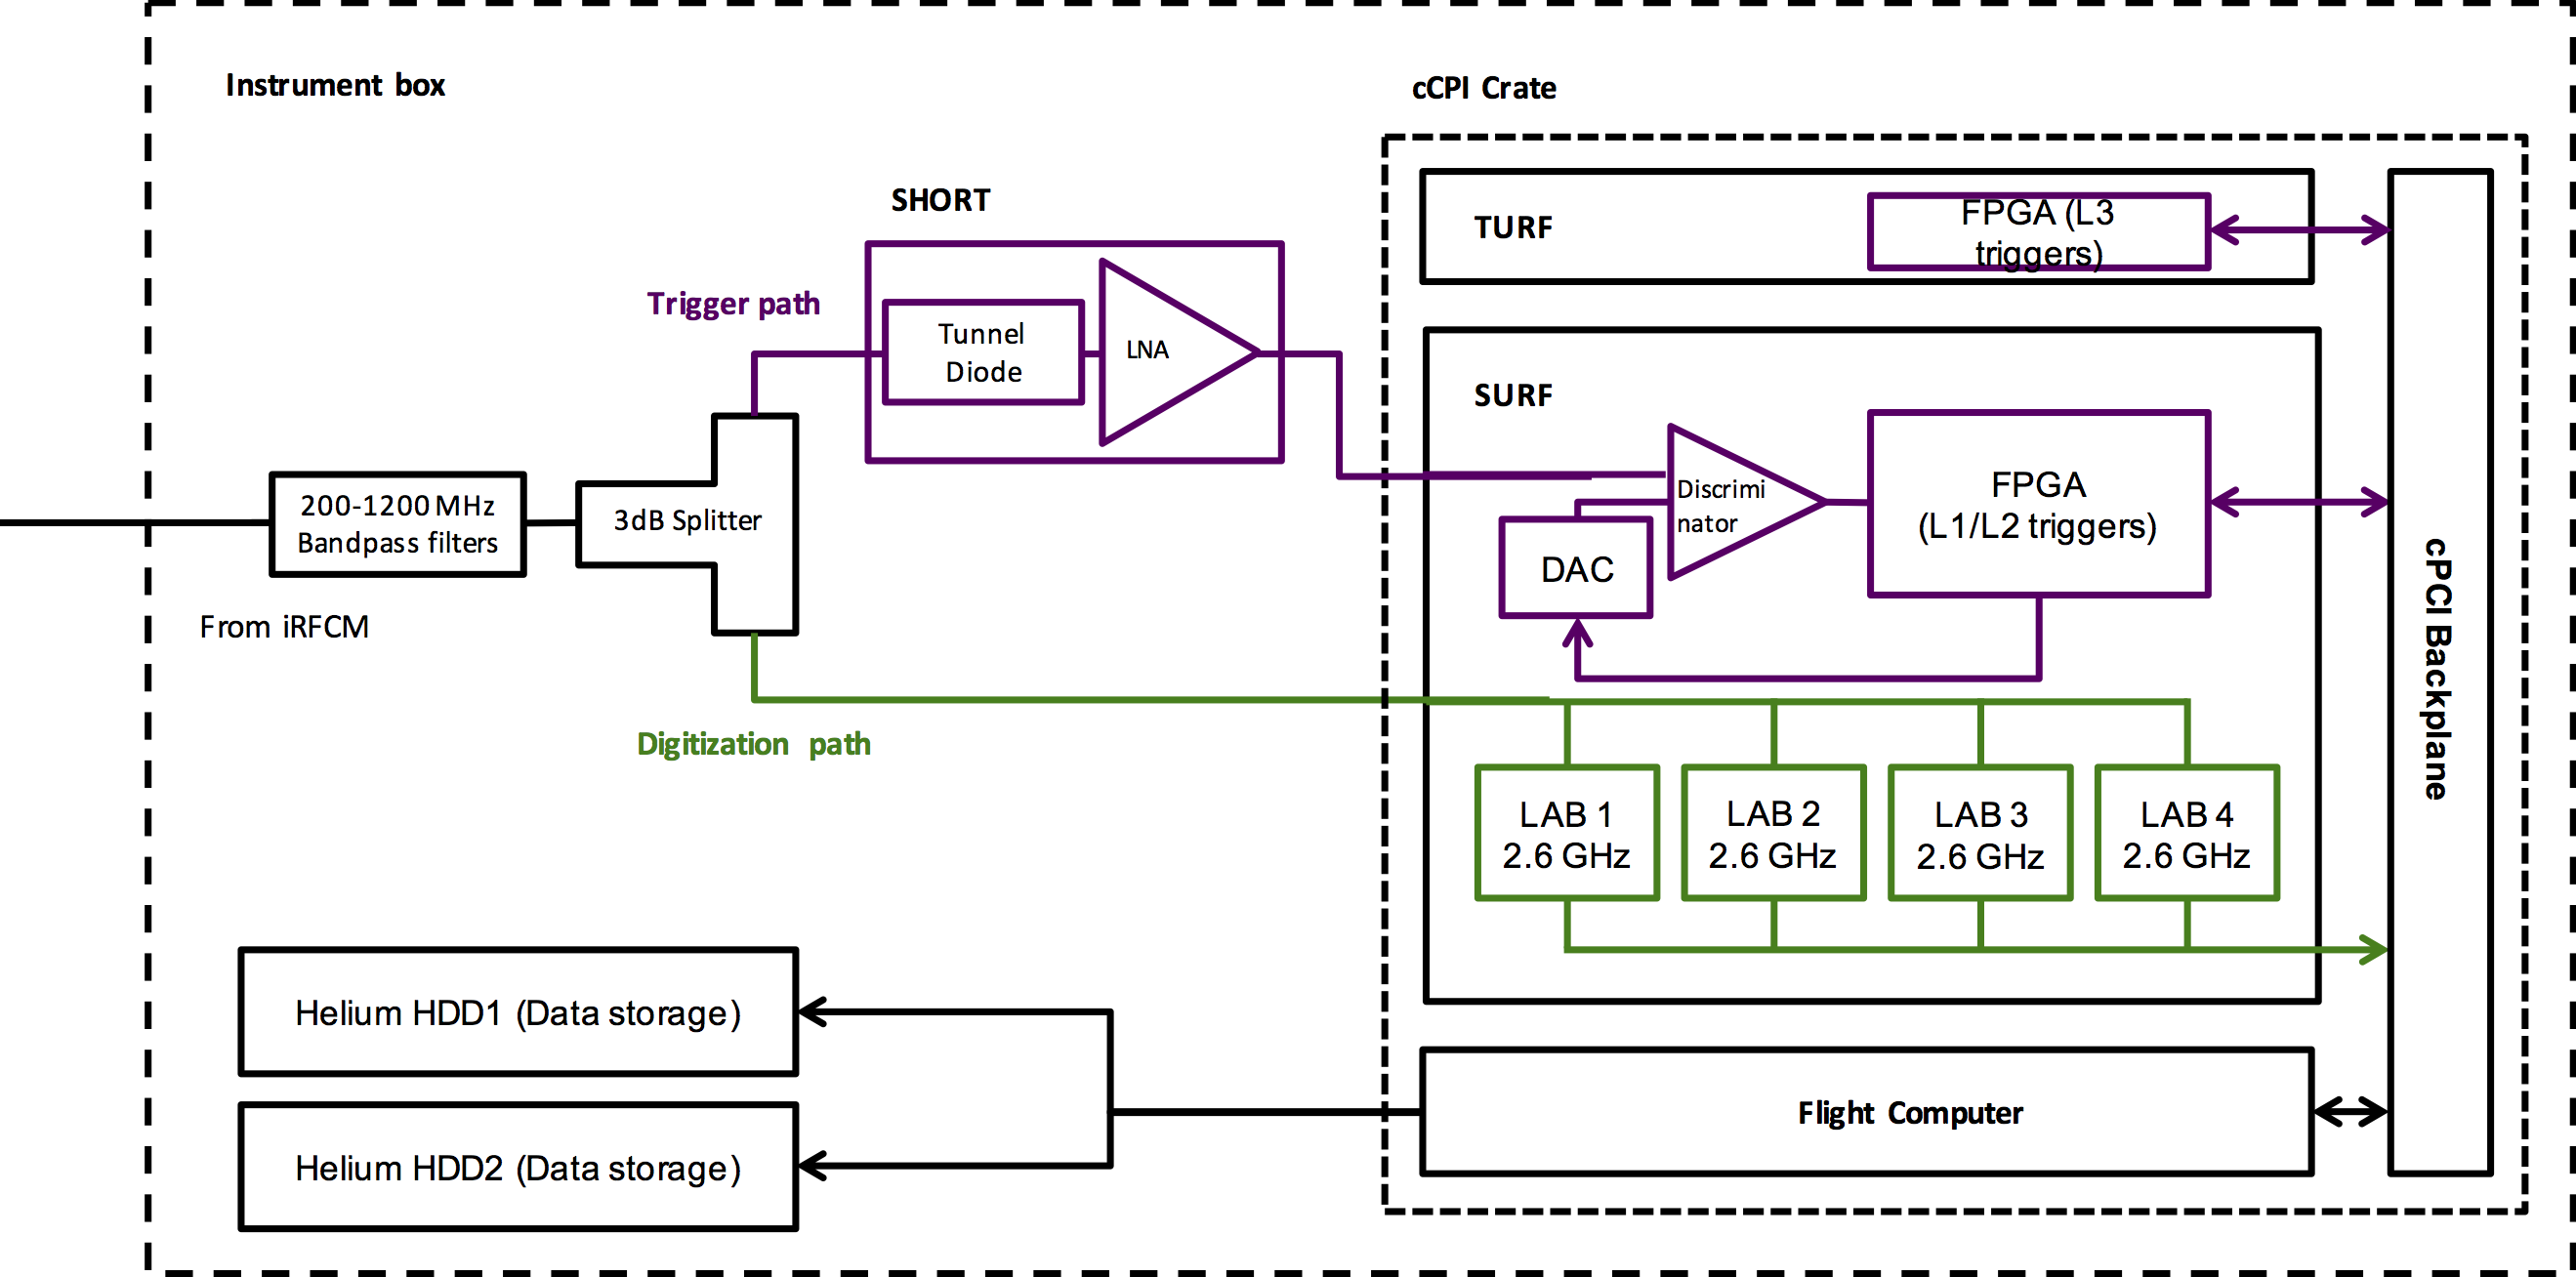 Instrument box
cCPI Crate
SHORT
TURF
FPGA (L3
triggers)
Trigger path
Tunnel
Diode
LNA
SURF
200-1200 MHz
Bandpass filters
3dB Splitter
Discrimi
nator
FPGA
(L1/L2 triggers)
DAC
From iRFCM
cPCI Backplane
Digitization path
LAB 1
2.6 GHz
LAB 2
2.6 GHz
LAB 3
2.6 GHz
LAB 4
2.6 GHz
Helium HDD1 (Data storage)
Flight Computer
Helium HDD2 (Data storage)